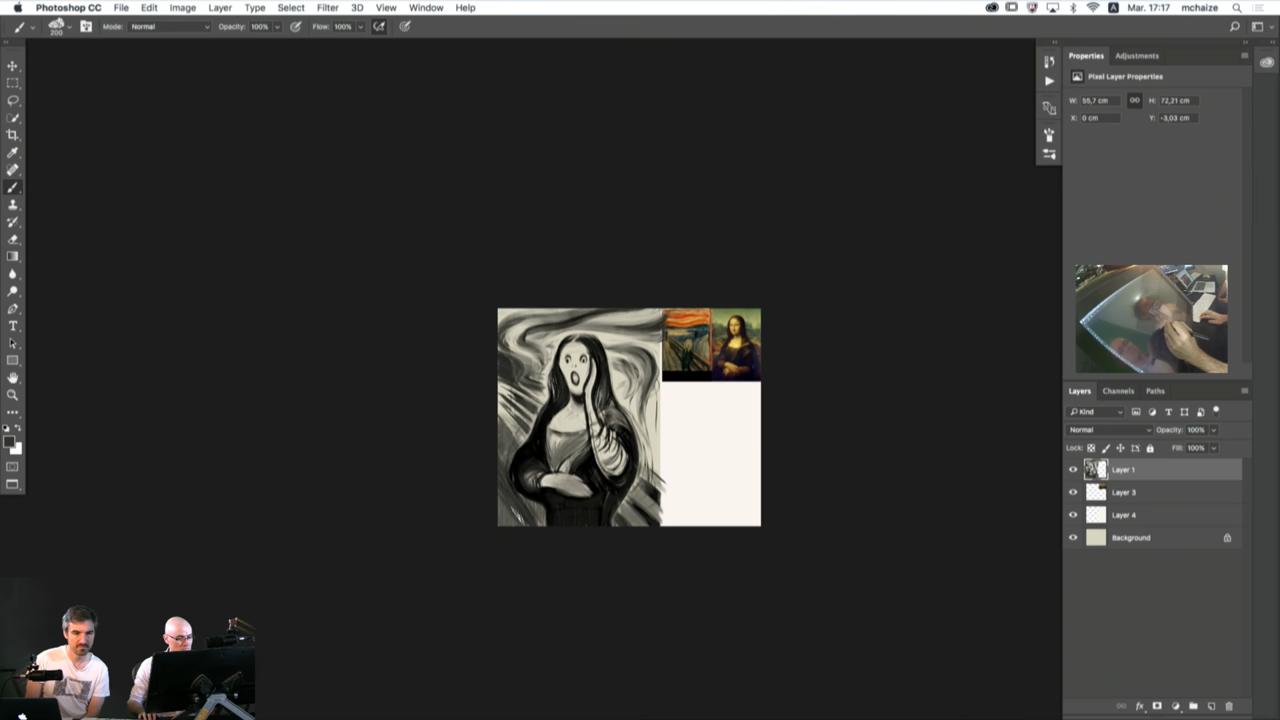 Photoshop CC File Edit Image Layer Type Select Filter 3D View Window Help
A Mar. 17:17 mchaize
200 Mode: Normal Opacity: 100% Flow: 100%
Properties Adjustments
Pixel Layer Properties
W: 55,7 cm H: 72,21 cm
X: 0 cm Y: -3,03 cm
Layers Channels Paths
Kind
Normal Opacity: 100%
Lock: Fill: 100%
Layer 1
Layer 3
Layer 4
Background